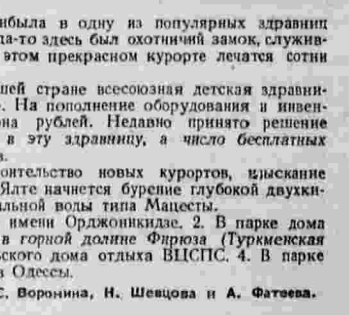 ибыла в одну из популярных здравниц
да-то здесь был охотничий замок, служив-
этом прекрасном курорте лечатся сотни
шей стране всесоюзная детская здравни-
. На пополнение оборудования и инвен-
она рублей. Недавно принято решение
в эту здравницу, а число бесплатных
оительство новых курортов, изыскание
Ялте начнется бурение глубокой двухки-
альной воды типа Мацесты.
имени Орджоникидзе. 2. В парке дома
в горной долине Фирюза (Туркменская
ского дома отдыха ВЦСПС. 4. В парке
в Одессы.
С. Воронина, Н. Шевцова и А. Фатеева.